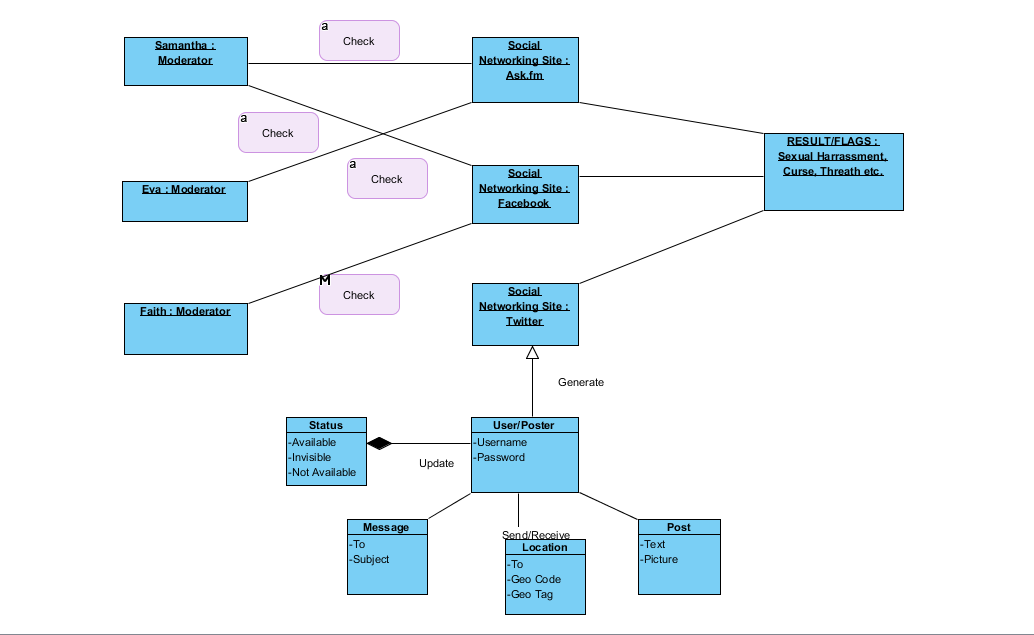 a
Check
Samantha :
Moderator
Social
Networking Site :
Ask.fm
a
Check
RESULT/FLAGS :
Sexual Harrassment,
Curse, Threath etc.
a
Check
Eva : Moderator
Social
Networking Site :
Facebook
M
Check
Faith : Moderator
Social
Networking Site :
Twitter
Generate
Status
-Available
-Invisible
-Not Available
Update
User/Poster
-Username
-Password
Send/Receive
Message
-To
-Subject
Location
-To
-Geo Code
-Geo Tag
Post
-Text
-Picture